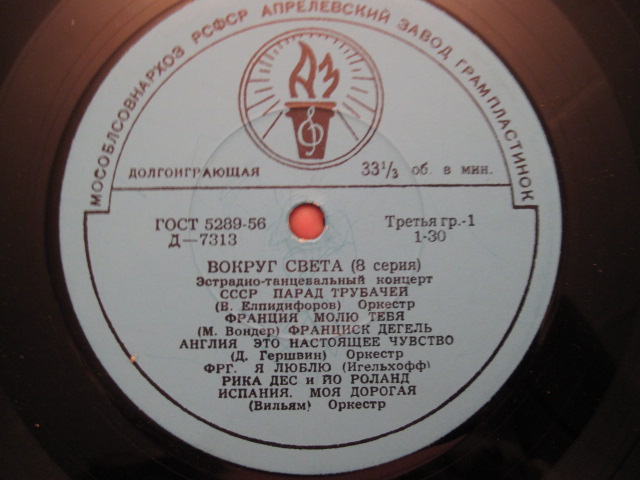 МОСОБЛСОВНАРХОЗ РСФСР АПРЕЛЕВСКИЙ ЗАВОД ГРАМПЛАСТИНОК
АЗ
ДОЛГОИГРАЮЩАЯ 33⅓ об. в мин.
ГОСТ 5289-56 Третья гр.-1
Д—7313 1-30
ВОКРУГ СВЕТА (8 серия)
Эстрадно-танцевальный концерт
СССР ПАРАД ТРУБАЧЕЙ
(В. Елпидифоров) Оркестр
ФРАНЦИЯ МОЛЮ ТЕБЯ
(М. Вондер) ФРАНЦИСК ДЕГЕЛЬ
АНГЛИЯ ЭТО НАСТОЯЩЕЕ ЧУВСТВО
(Д. Гершвин) Оркестр
ФРГ. Я ЛЮБЛЮ (Игельхофф)
РИКА ДЕС и ЙО РОЛАНД
ИСПАНИЯ. МОЯ ДОРОГАЯ
(Вильям) Оркестр